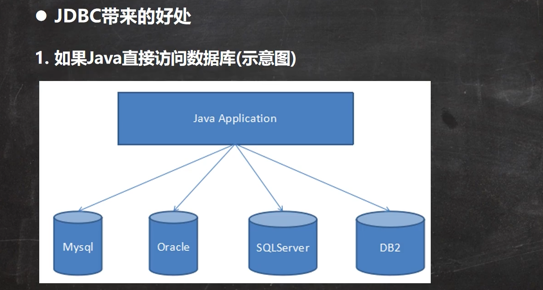 ● JDBC带来的好处
1. 如果Java直接访问数据库(示意图)
Java Application
Mysql Oracle SQLServer DB2